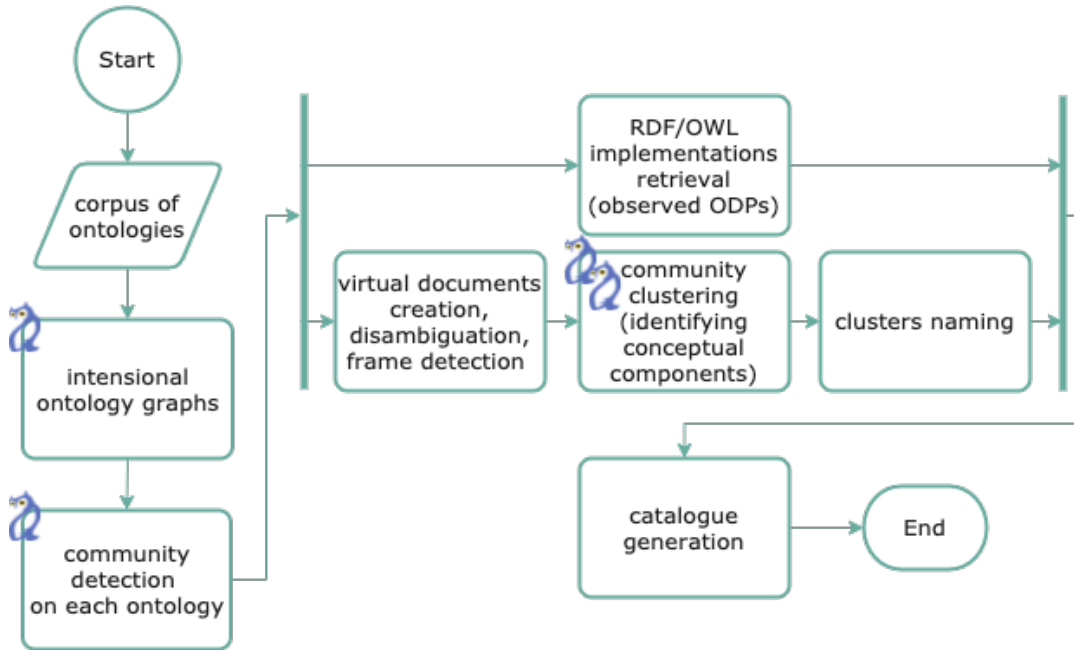 Start
corpus of
ontologies
intensional
ontology graphs
community
detection
on each ontology
RDF/OWL
implementations
retrieval
(observed ODPs)
virtual documents
creation,
disambiguation,
frame detection
community
clustering
(identifying
conceptual
components)
clusters naming
catalogue
generation
End